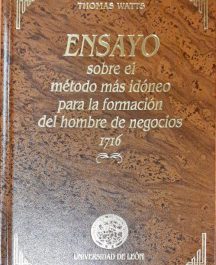 THOMAS WATTS
ENSAYO
sobre el
método más idóneo
para la formación
del hombre de negocios
1716
UNIVERSIDAD DE LEÓN